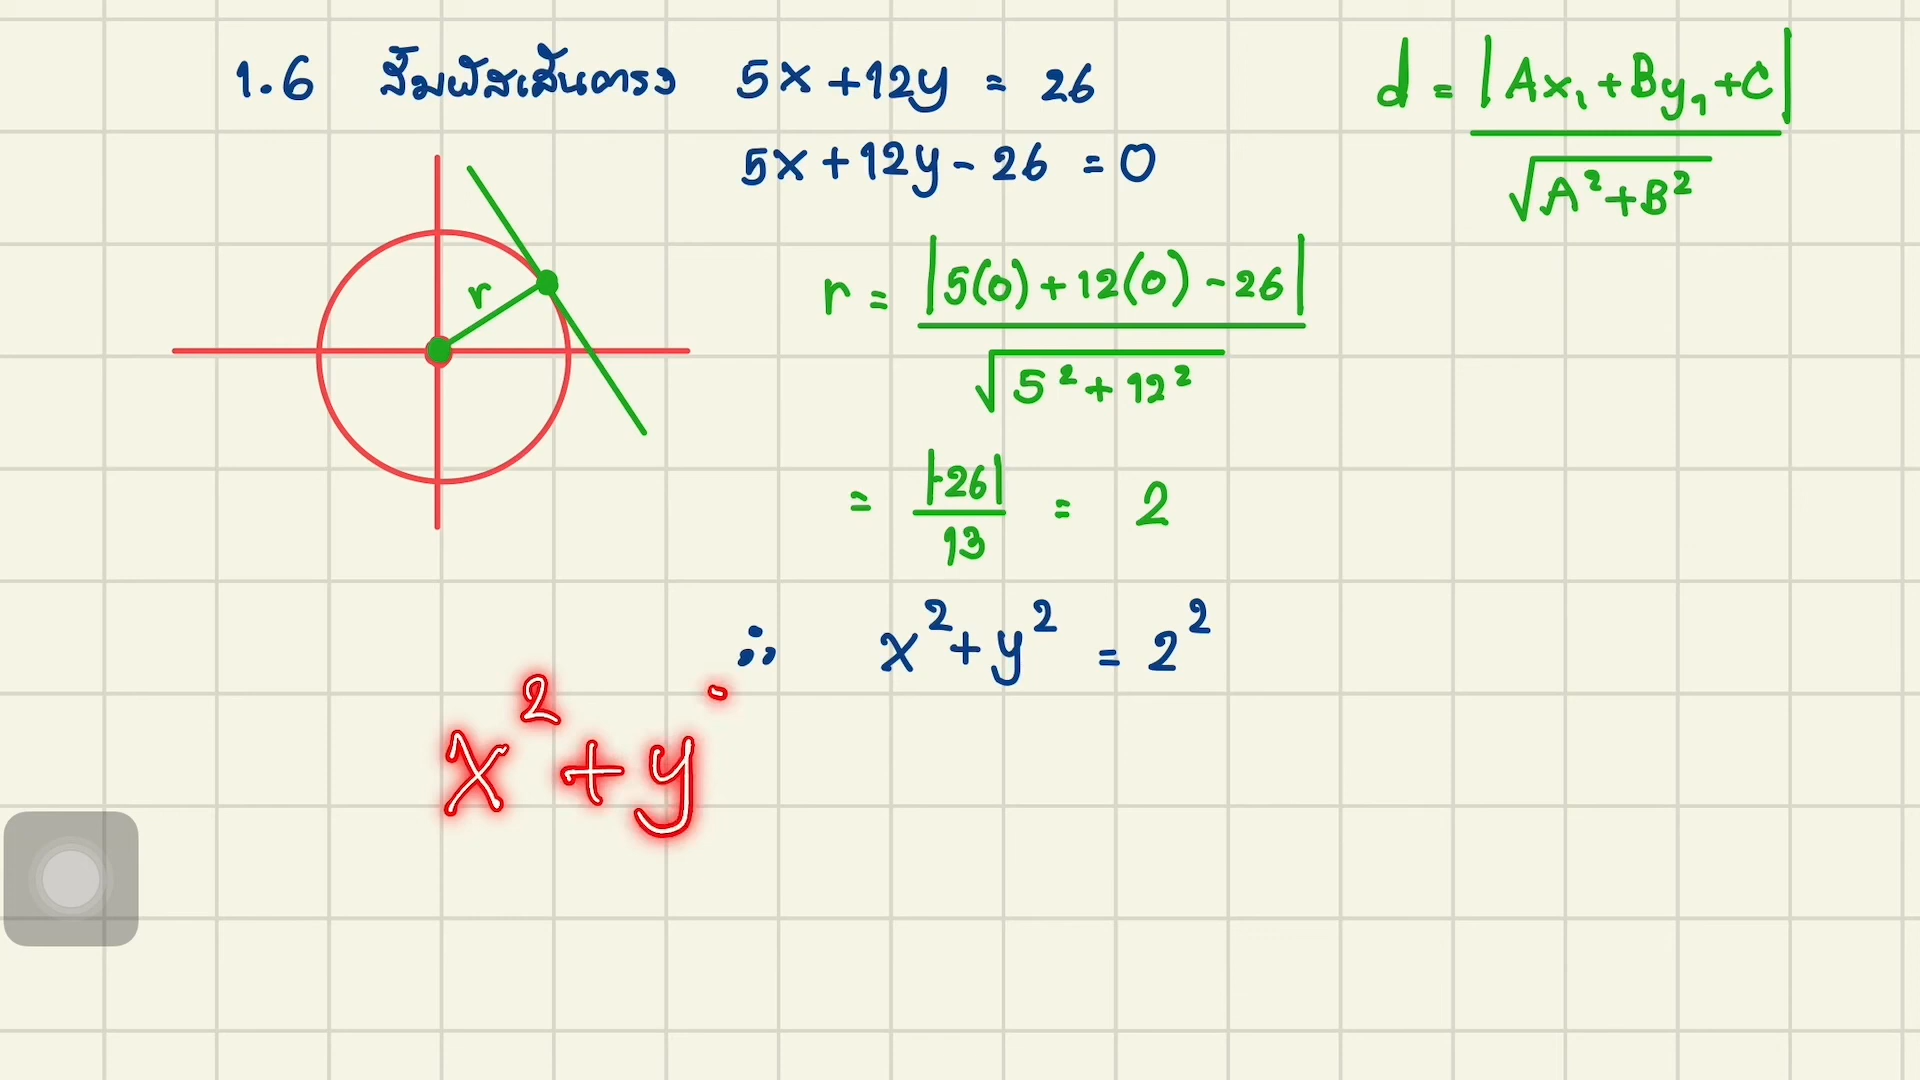 1.6 สัมผัสเส้นตรง 5x + 12y = 26
5x + 12y - 26 = 0
d = |Ax₁ + By₁ + C| / √(A² + B²)
r
r = |5(0) + 12(0) - 26| / √(5² + 12²)
= |-26| / 13 = 2
∴ x² + y² = 2²
x² + y